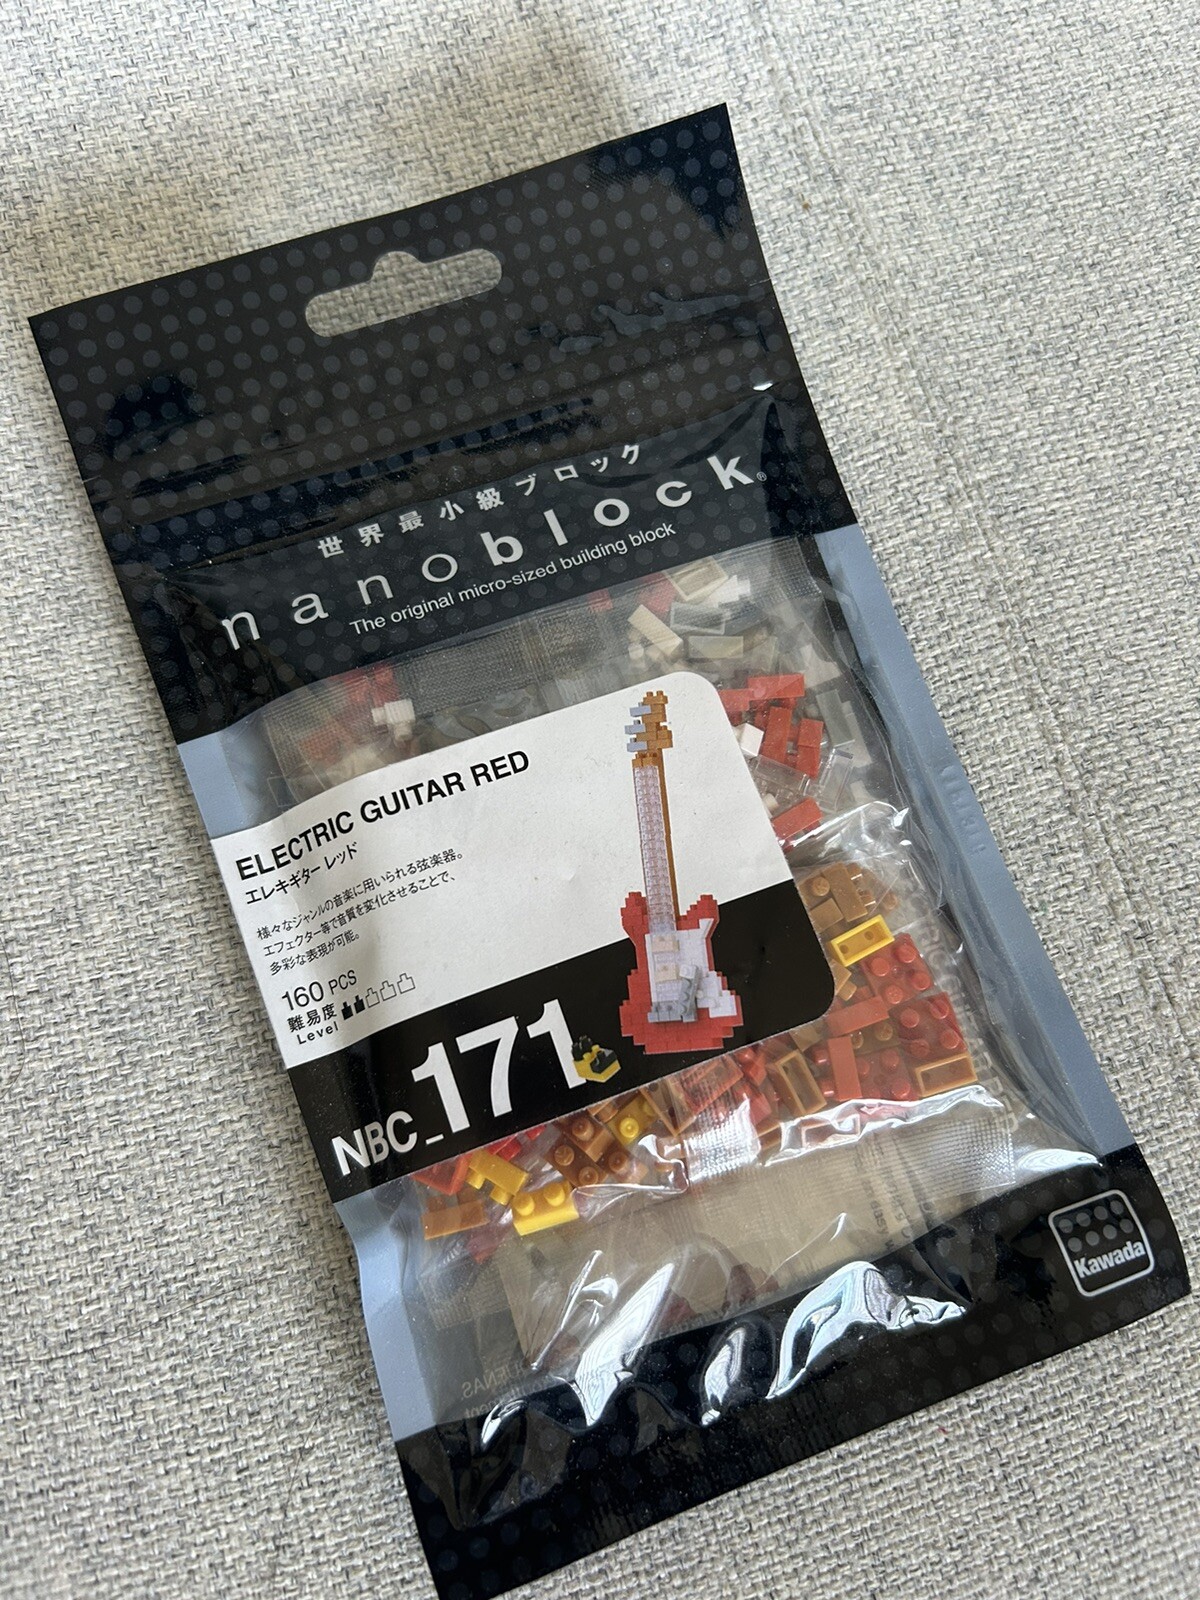 世界最小級ブロック
nanoblock®
The original micro-sized building block
ELECTRIC GUITAR RED
エレキギター レッド
様々なジャンルの音楽に用いられる弦楽器。
エフェクター等で音質を変化させることで、
多彩な表現が可能。
160 PCS
難易度
Level
NBC_171
Kawada